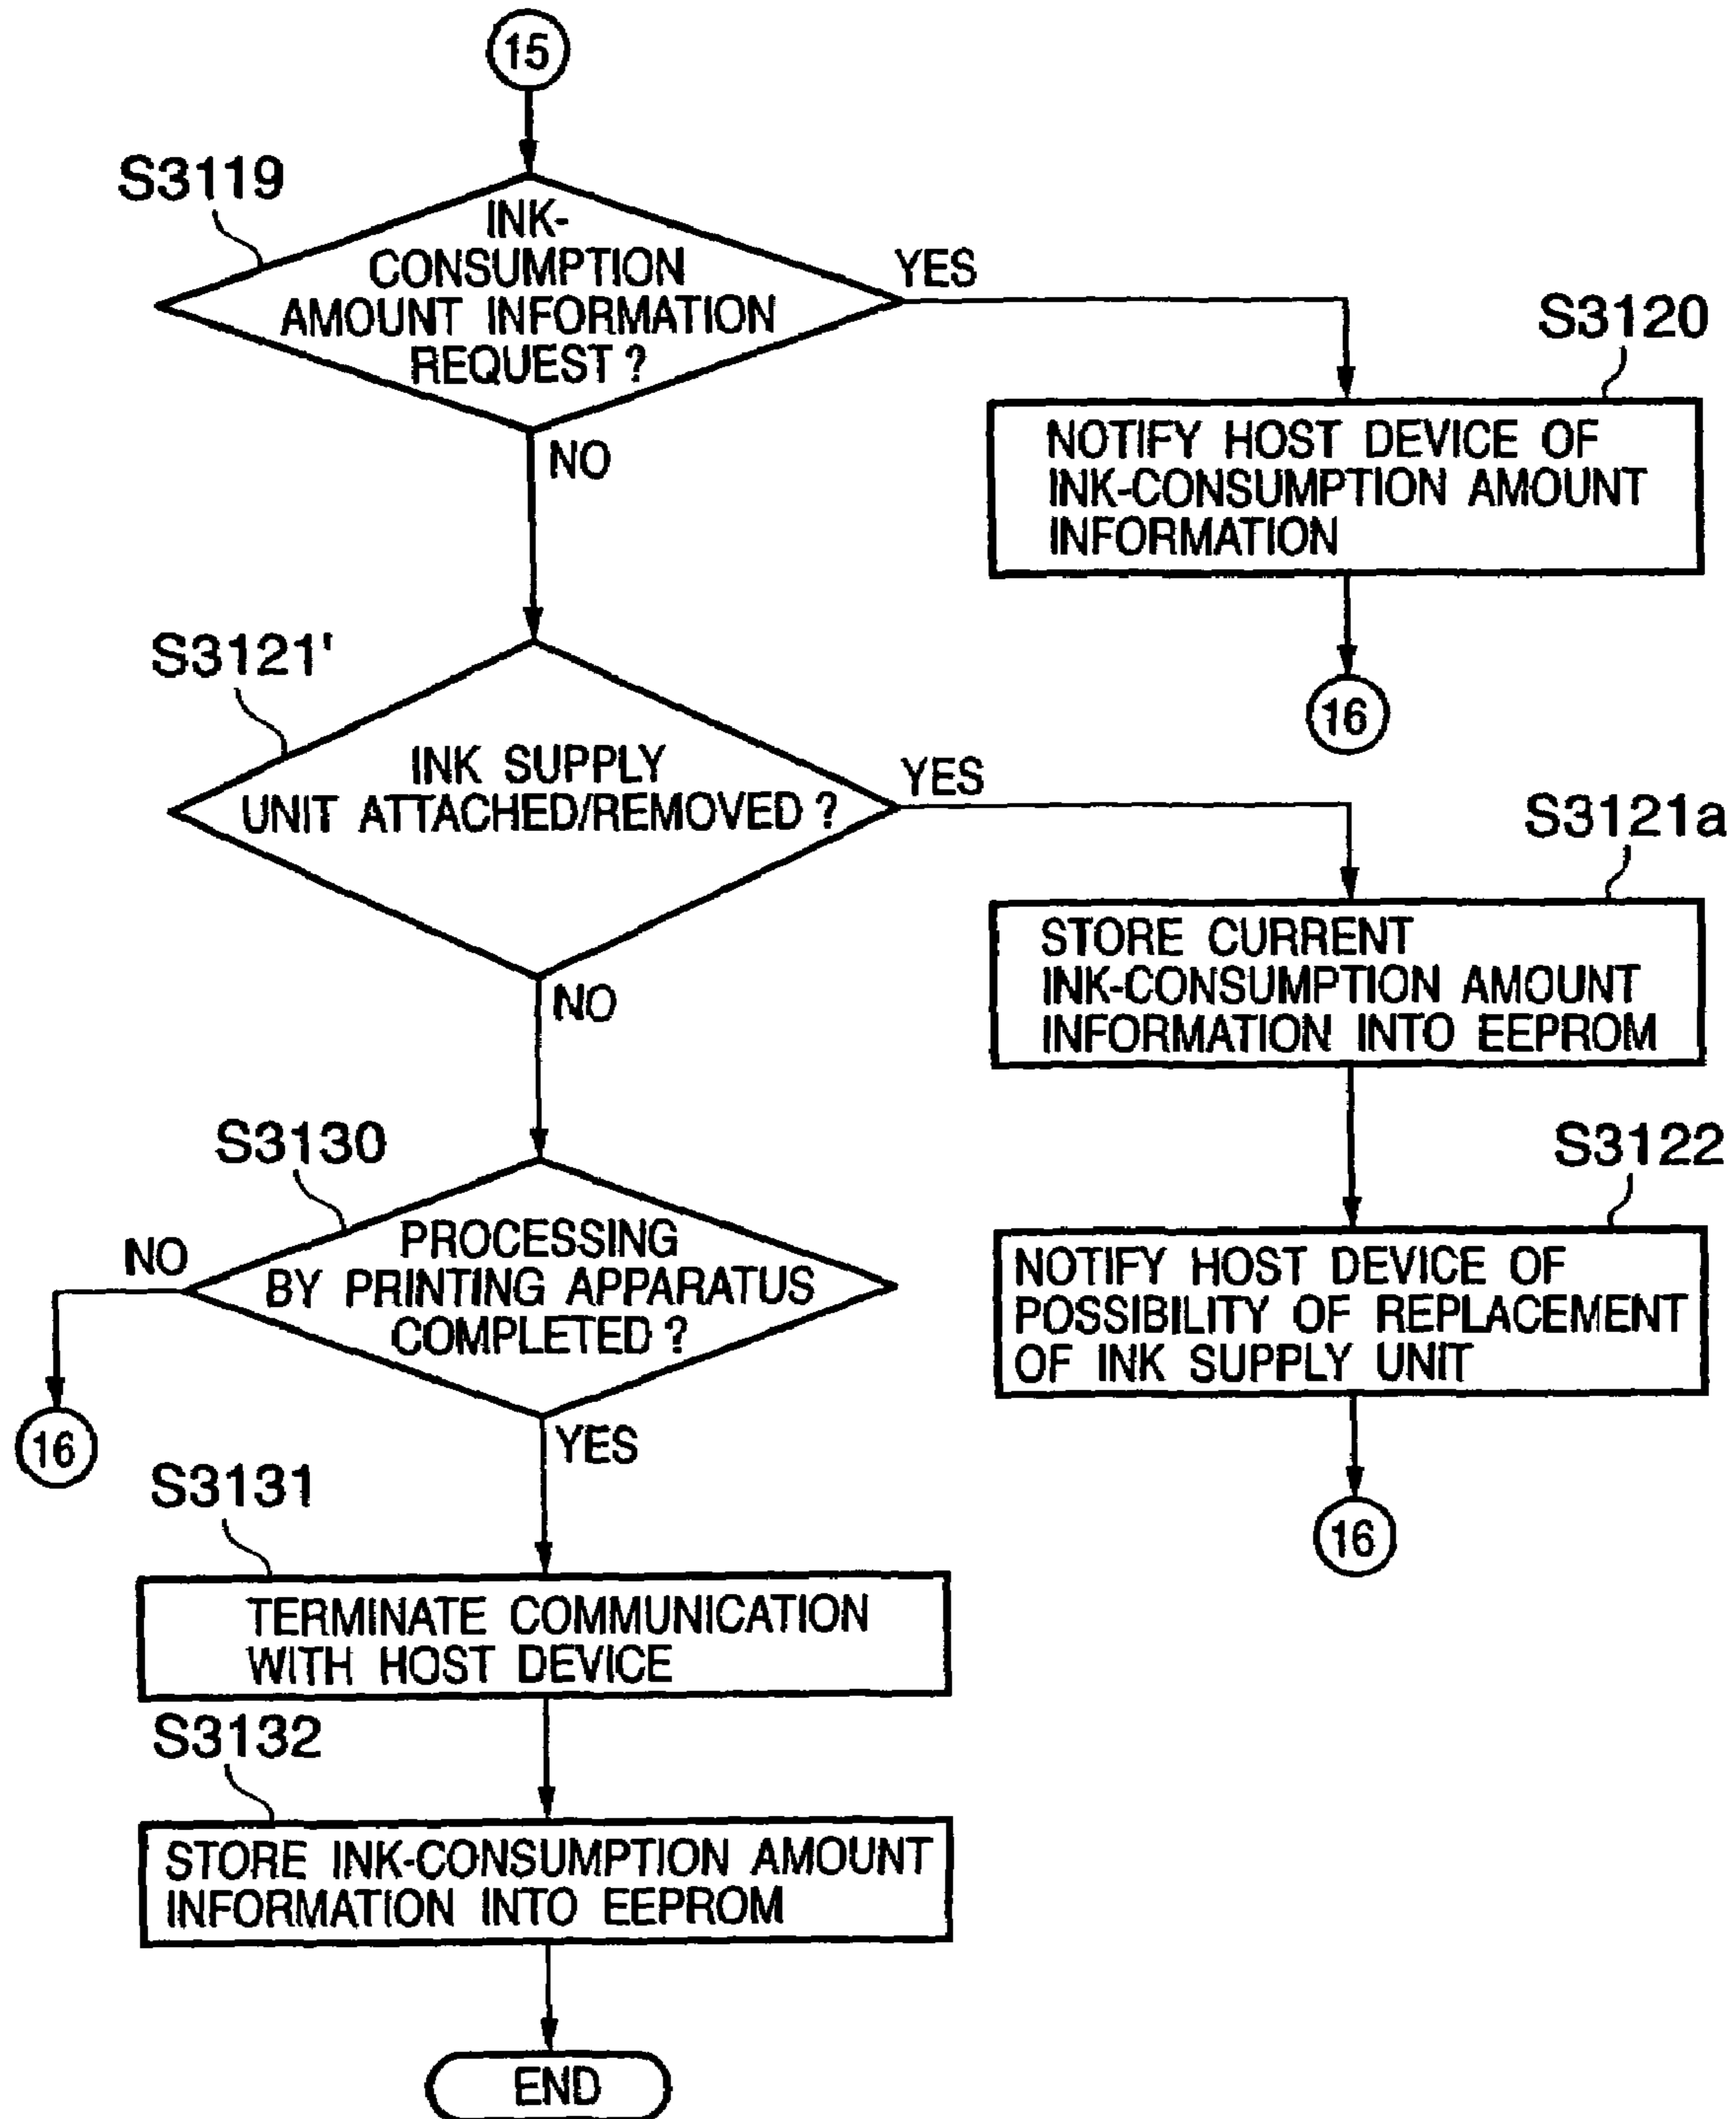 15
S3119
INK-
CONSUMPTION
AMOUNT INFORMATION
REQUEST ?
YES
NO
S3120
NOTIFY HOST DEVICE OF
INK-CONSUMPTION AMOUNT
INFORMATION
16
S3121'
INK SUPPLY
UNIT ATTACHED/REMOVED ?
YES
NO
S3121a
STORE CURRENT
INK-CONSUMPTION AMOUNT
INFORMATION INTO EEPROM
S3122
NOTIFY HOST DEVICE OF
POSSIBILITY OF REPLACEMENT
OF INK SUPPLY UNIT
16
S3130
PROCESSING
BY PRINTING APPARATUS
COMPLETED ?
NO
16
YES
S3131
TERMINATE COMMUNICATION
WITH HOST DEVICE
S3132
STORE INK-CONSUMPTION AMOUNT
INFORMATION INTO EEPROM
END